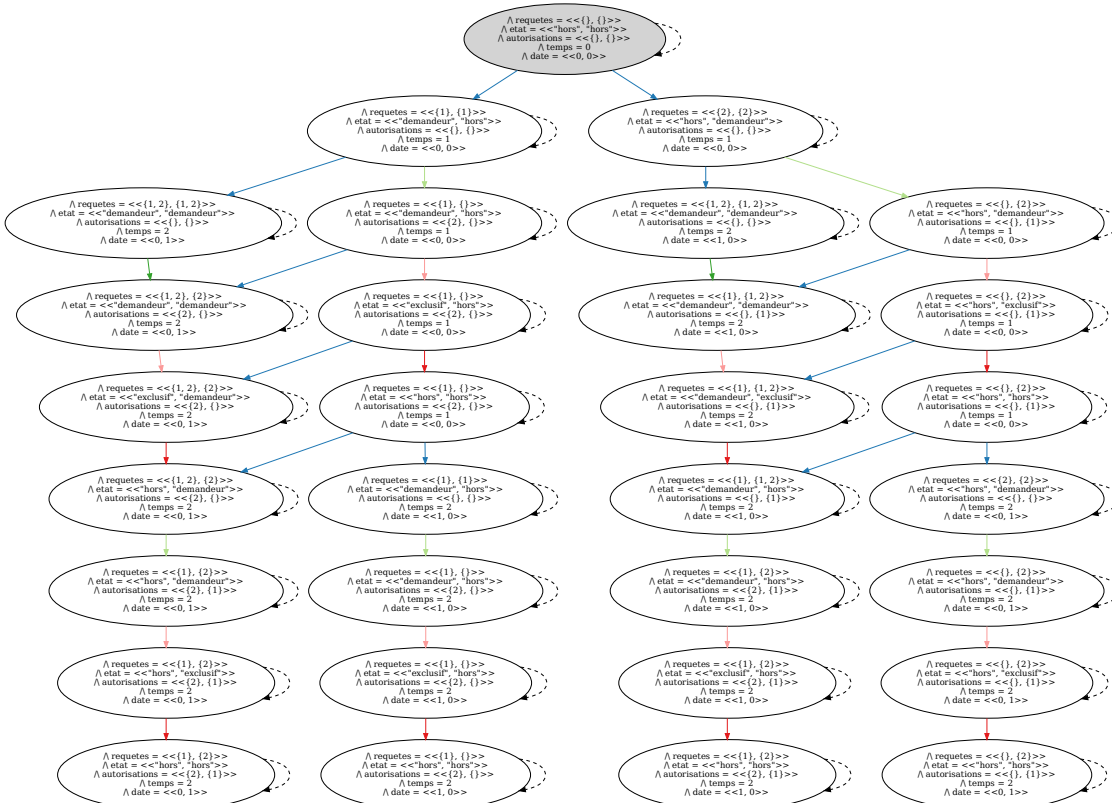 /\ requetes = <<{}, {}>>
/\ etat = <<"hors", "hors">>
/\ autorisations = <<{}, {}>>
/\ temps = 0
/\ date = <<0, 0>>
/\ requetes = <<{1}, {1}>>
/\ etat = <<"demandeur", "hors">>
/\ autorisations = <<{}, {}>>
/\ temps = 1
/\ date = <<0, 0>>
/\ requetes = <<{2}, {2}>>
/\ etat = <<"hors", "demandeur">>
/\ autorisations = <<{}, {}>>
/\ temps = 1
/\ date = <<0, 0>>
/\ requetes = <<{1, 2}, {1, 2}>>
/\ etat = <<"demandeur", "demandeur">>
/\ autorisations = <<{}, {}>>
/\ temps = 2
/\ date = <<0, 1>>
/\ requetes = <<{1}, {}>>
/\ etat = <<"demandeur", "hors">>
/\ autorisations = <<{2}, {}>>
/\ temps = 1
/\ date = <<0, 0>>
/\ requetes = <<{1, 2}, {1, 2}>>
/\ etat = <<"demandeur", "demandeur">>
/\ autorisations = <<{}, {}>>
/\ temps = 2
/\ date = <<1, 0>>
/\ requetes = <<{}, {2}>>
/\ etat = <<"hors", "demandeur">>
/\ autorisations = <<{}, {1}>>
/\ temps = 1
/\ date = <<0, 0>>
/\ requetes = <<{1, 2}, {2}>>
/\ etat = <<"demandeur", "demandeur">>
/\ autorisations = <<{2}, {}>>
/\ temps = 2
/\ date = <<0, 1>>
/\ requetes = <<{1}, {}>>
/\ etat = <<"exclusif", "hors">>
/\ autorisations = <<{2}, {}>>
/\ temps = 1
/\ date = <<0, 0>>
/\ requetes = <<{1}, {1, 2}>>
/\ etat = <<"demandeur", "demandeur">>
/\ autorisations = <<{}, {1}>>
/\ temps = 2
/\ date = <<1, 0>>
/\ requetes = <<{}, {2}>>
/\ etat = <<"hors", "exclusif">>
/\ autorisations = <<{}, {1}>>
/\ temps = 1
/\ date = <<0, 0>>
/\ requetes = <<{1, 2}, {2}>>
/\ etat = <<"exclusif", "demandeur">>
/\ autorisations = <<{2}, {}>>
/\ temps = 2
/\ date = <<0, 1>>
/\ requetes = <<{1}, {}>>
/\ etat = <<"hors", "hors">>
/\ autorisations = <<{2}, {}>>
/\ temps = 1
/\ date = <<0, 0>>
/\ requetes = <<{1}, {1, 2}>>
/\ etat = <<"demandeur", "exclusif">>
/\ autorisations = <<{}, {1}>>
/\ temps = 2
/\ date = <<1, 0>>
/\ requetes = <<{}, {2}>>
/\ etat = <<"hors", "hors">>
/\ autorisations = <<{}, {1}>>
/\ temps = 1
/\ date = <<0, 0>>
/\ requetes = <<{1, 2}, {2}>>
/\ etat = <<"hors", "demandeur">>
/\ autorisations = <<{2}, {}>>
/\ temps = 2
/\ date = <<0, 1>>
/\ requetes = <<{1}, {1}>>
/\ etat = <<"demandeur", "hors">>
/\ autorisations = <<{}, {}>>
/\ temps = 2
/\ date = <<1, 0>>
/\ requetes = <<{1}, {1, 2}>>
/\ etat = <<"demandeur", "hors">>
/\ autorisations = <<{}, {1}>>
/\ temps = 2
/\ date = <<1, 0>>
/\ requetes = <<{2}, {2}>>
/\ etat = <<"hors", "demandeur">>
/\ autorisations = <<{}, {}>>
/\ temps = 2
/\ date = <<0, 1>>
/\ requetes = <<{1}, {2}>>
/\ etat = <<"hors", "demandeur">>
/\ autorisations = <<{2}, {1}>>
/\ temps = 2
/\ date = <<0, 1>>
/\ requetes = <<{1}, {}>>
/\ etat = <<"demandeur", "hors">>
/\ autorisations = <<{2}, {}>>
/\ temps = 2
/\ date = <<1, 0>>
/\ requetes = <<{1}, {2}>>
/\ etat = <<"demandeur", "hors">>
/\ autorisations = <<{2}, {1}>>
/\ temps = 2
/\ date = <<1, 0>>
/\ requetes = <<{}, {2}>>
/\ etat = <<"hors", "demandeur">>
/\ autorisations = <<{}, {1}>>
/\ temps = 2
/\ date = <<0, 1>>
/\ requetes = <<{1}, {2}>>
/\ etat = <<"hors", "exclusif">>
/\ autorisations = <<{2}, {1}>>
/\ temps = 2
/\ date = <<0, 1>>
/\ requetes = <<{1}, {}>>
/\ etat = <<"exclusif", "hors">>
/\ autorisations = <<{2}, {}>>
/\ temps = 2
/\ date = <<1, 0>>
/\ requetes = <<{1}, {2}>>
/\ etat = <<"exclusif", "hors">>
/\ autorisations = <<{2}, {1}>>
/\ temps = 2
/\ date = <<1, 0>>
/\ requetes = <<{}, {2}>>
/\ etat = <<"hors", "exclusif">>
/\ autorisations = <<{}, {1}>>
/\ temps = 2
/\ date = <<0, 1>>
/\ requetes = <<{1}, {2}>>
/\ etat = <<"hors", "hors">>
/\ autorisations = <<{2}, {1}>>
/\ temps = 2
/\ date = <<0, 1>>
/\ requetes = <<{1}, {}>>
/\ etat = <<"hors", "hors">>
/\ autorisations = <<{2}, {}>>
/\ temps = 2
/\ date = <<1, 0>>
/\ requetes = <<{1}, {2}>>
/\ etat = <<"hors", "hors">>
/\ autorisations = <<{2}, {1}>>
/\ temps = 2
/\ date = <<1, 0>>
/\ requetes = <<{}, {2}>>
/\ etat = <<"hors", "hors">>
/\ autorisations = <<{}, {1}>>
/\ temps = 2
/\ date = <<0, 1>>